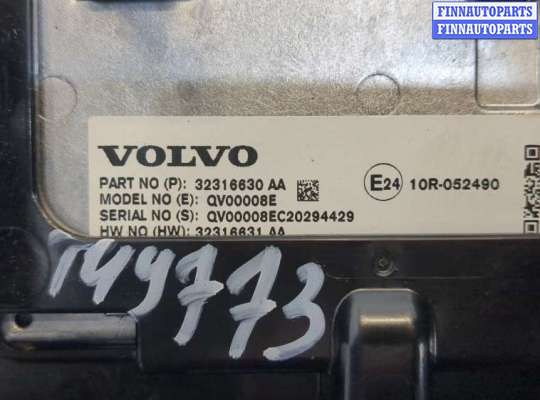 FINNAUTOPARTS
FINNAUTOPARTS
VOLVO
PART NO (P): 32316630 AA
MODEL NO (E): QV00008E
SERIAL NO (S): QV00008EC20294429
HW NO (HW): 32316631 AA
E24 10R-052490
149773